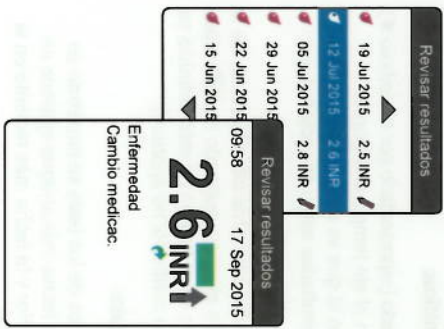 Revisar resultados
19 Jul 2015 2.5 INR
12 Jul 2015 2.6 INR
05 Jul 2015 2.8 INR
29 Jun 2015
22 Jun 2015
15 Jun 2015
Revisar resultados
09:58 17 Sep 2015
2.6 INR
Enfermedad
Cambio medicac.